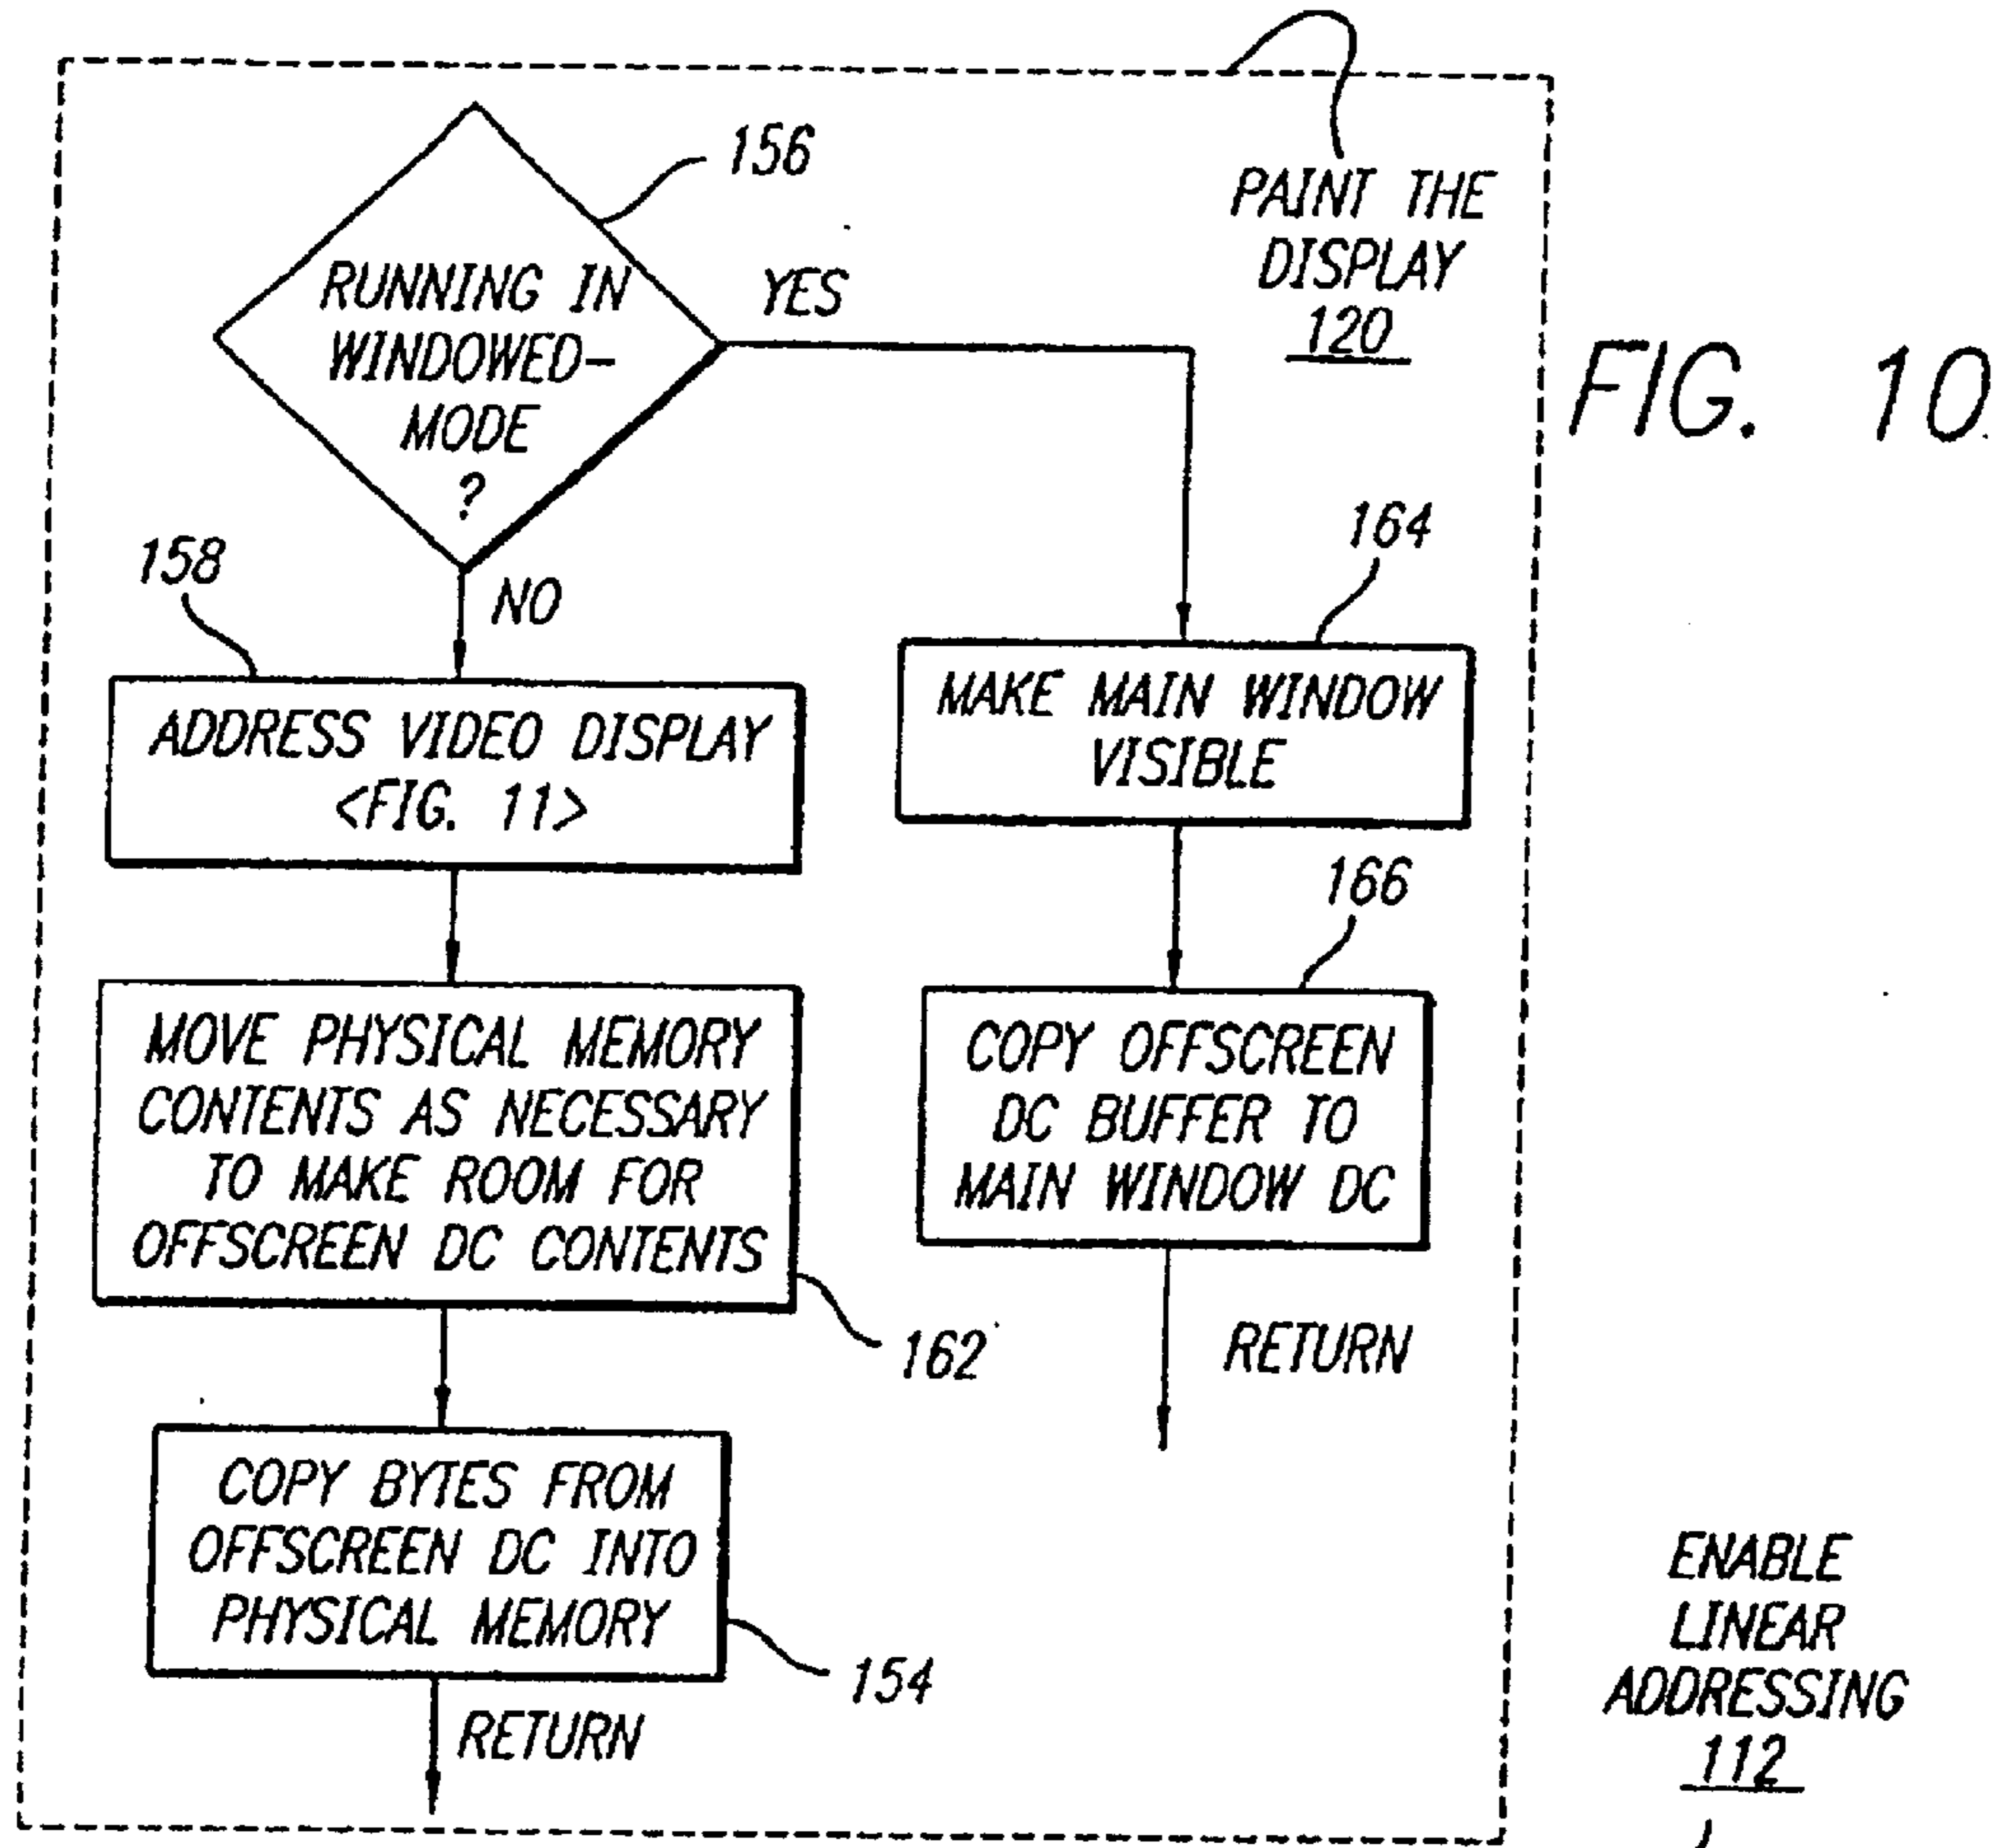 156
PAINT THE
DISPLAY
120
RUNNING IN
WINDOWED-
MODE
?
YES
FIG. 10
NO
158
164
ADDRESS VIDEO DISPLAY
<FIG. 11>
MAKE MAIN WINDOW
VISIBLE
166
MOVE PHYSICAL MEMORY
CONTENTS AS NECESSARY
TO MAKE ROOM FOR
OFFSCREEN DC CONTENTS
162
COPY OFFSCREEN
DC BUFFER TO
MAIN WINDOW DC
RETURN
COPY BYTES FROM
OFFSCREEN DC INTO
PHYSICAL MEMORY
154
RETURN
ENABLE
LINEAR
ADDRESSING
112